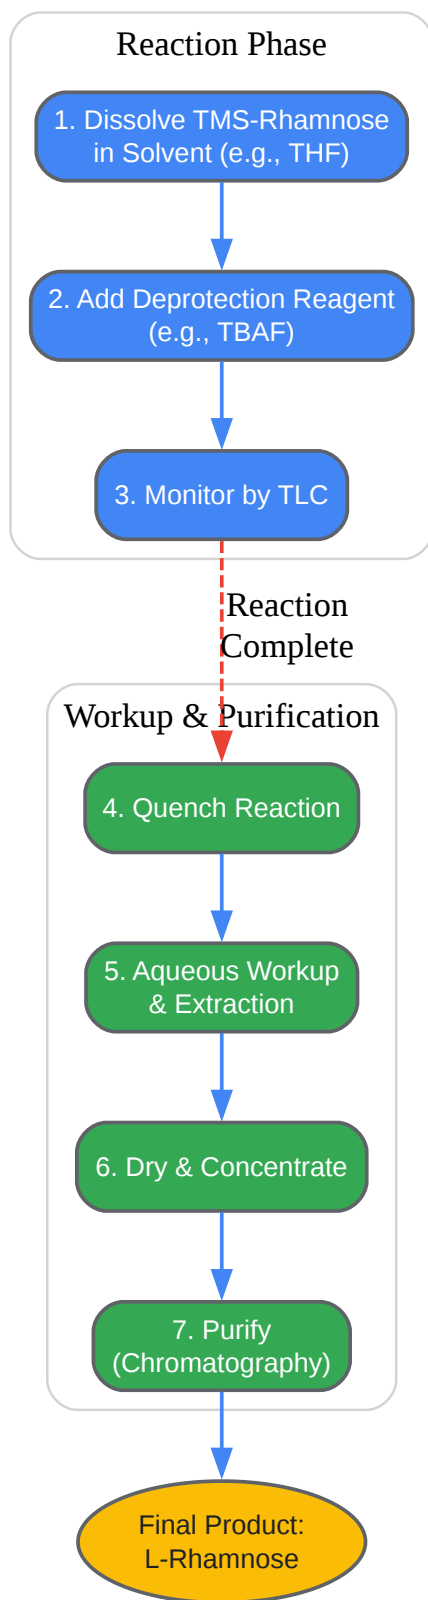 Reaction Phase
1. Dissolve TMS-Rhamnose
in Solvent (e.g., THF)
2. Add Deprotection Reagent
(e.g., TBAF)
3. Monitor by TLC
Reaction
Complete
Workup & Purification
4. Quench Reaction
5. Aqueous Workup
& Extraction
6. Dry & Concentrate
7. Purify
(Chromatography)
Final Product:
L-Rhamnose